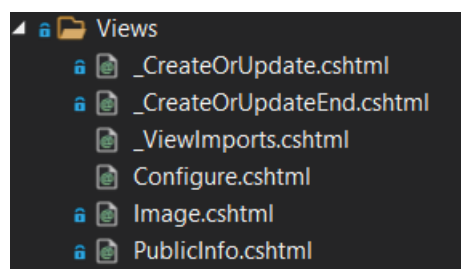 Views
_CreateOrUpdate.cshtml
_CreateOrUpdateEnd.cshtml
_ViewImports.cshtml
Configure.cshtml
Image.cshtml
PublicInfo.cshtml